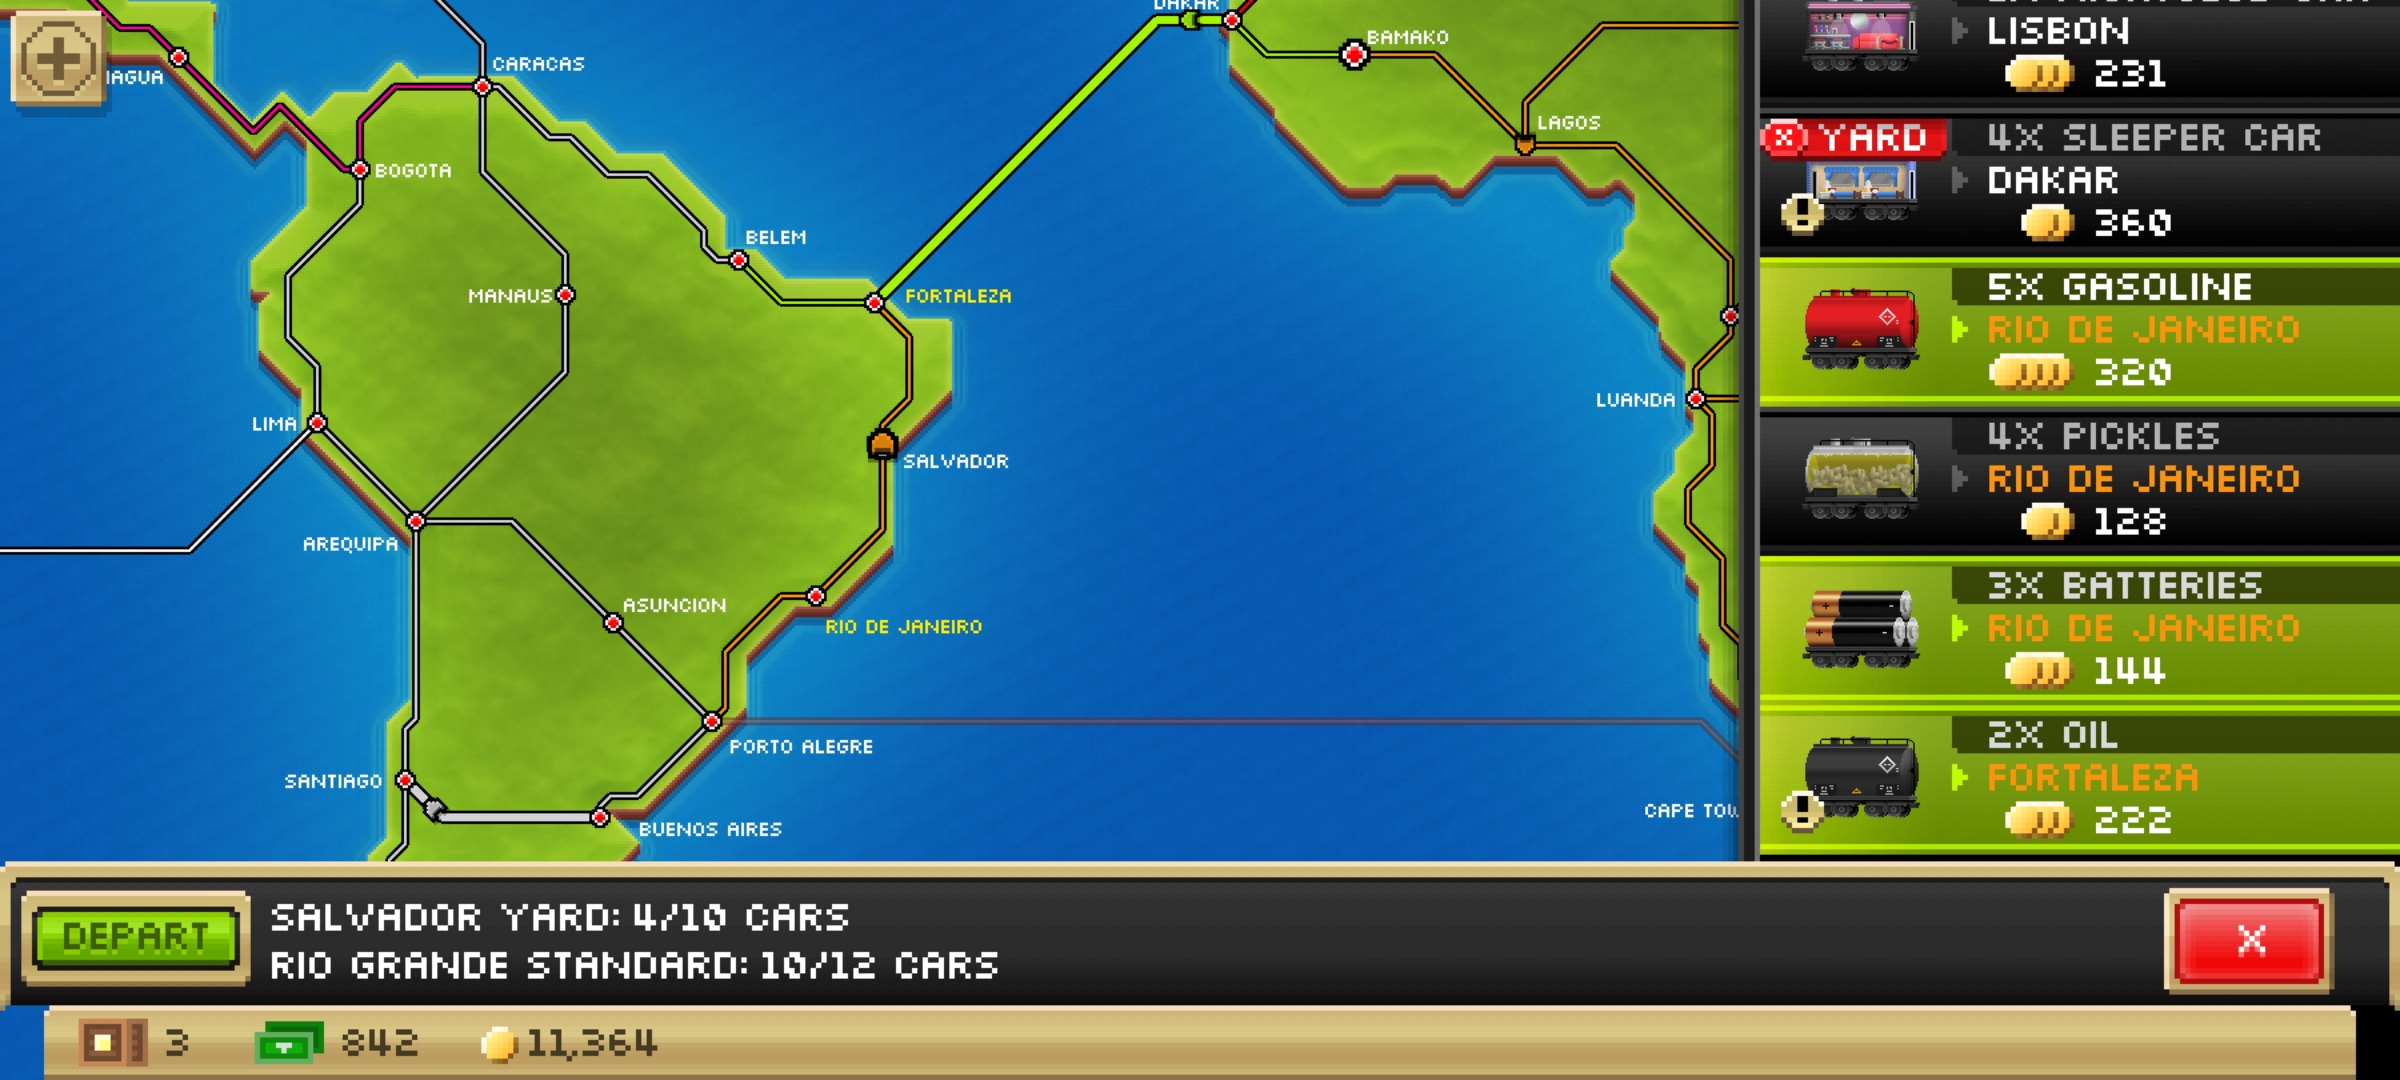 DAKAR
BAMAKO
CARACAS
IAGUA
LAGOS
BOGOTA
BELEM
MANAUS
FORTALEZA
LIMA
LUANDA
SALVADOR
AREQUIPA
ASUNCION
RIO DE JANEIRO
PORTO ALEGRE
SANTIAGO
CAPE TOW
BUENOS AIRES
LISBON
231
YARD
4X SLEEPER CAR
DAKAR
360
5X GASOLINE
RIO DE JANEIRO
320
4X PICKLES
RIO DE JANEIRO
128
3X BATTERIES
RIO DE JANEIRO
144
2X OIL
FORTALEZA
222
DEPART
SALVADOR YARD: 4/10 CARS
RIO GRANDE STANDARD: 10/12 CARS
X
3
842
11,364